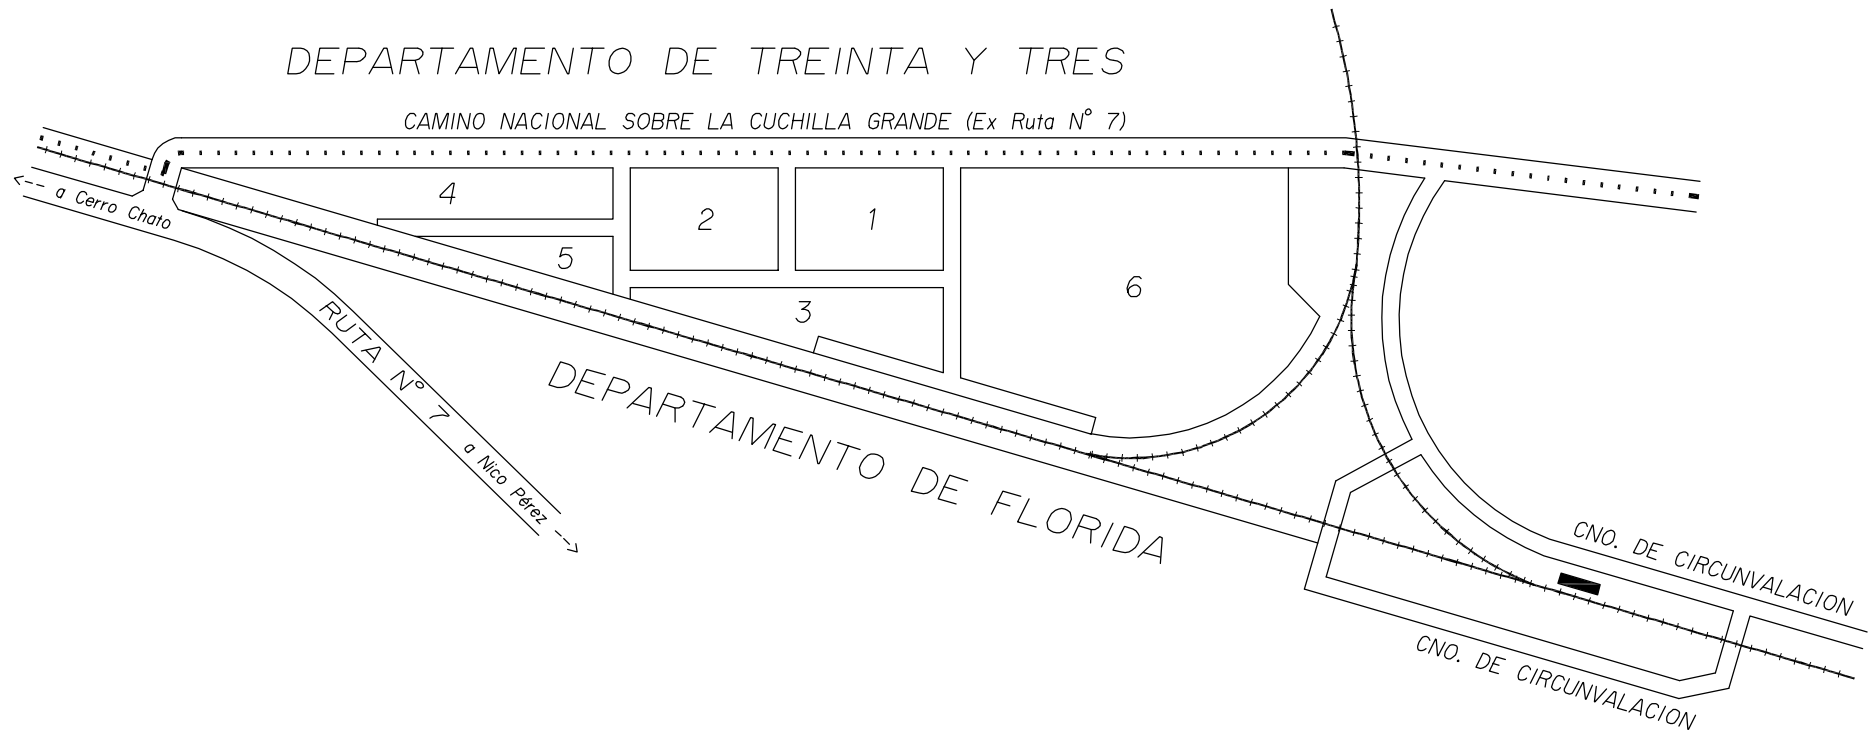 DEPARTAMENTO DE TREINTA Y TRES
CAMINO NACIONAL SOBRE LA CUCHILLA GRANDE (Ex Ruta N° 7)
a Cerro Chato
4
2
1
5
6
3
RUTA N° 7
a Nico Pérez
DEPARTAMENTO DE FLORIDA
CNO. DE CIRCUNVALACION
CNO. DE CIRCUNVALACION